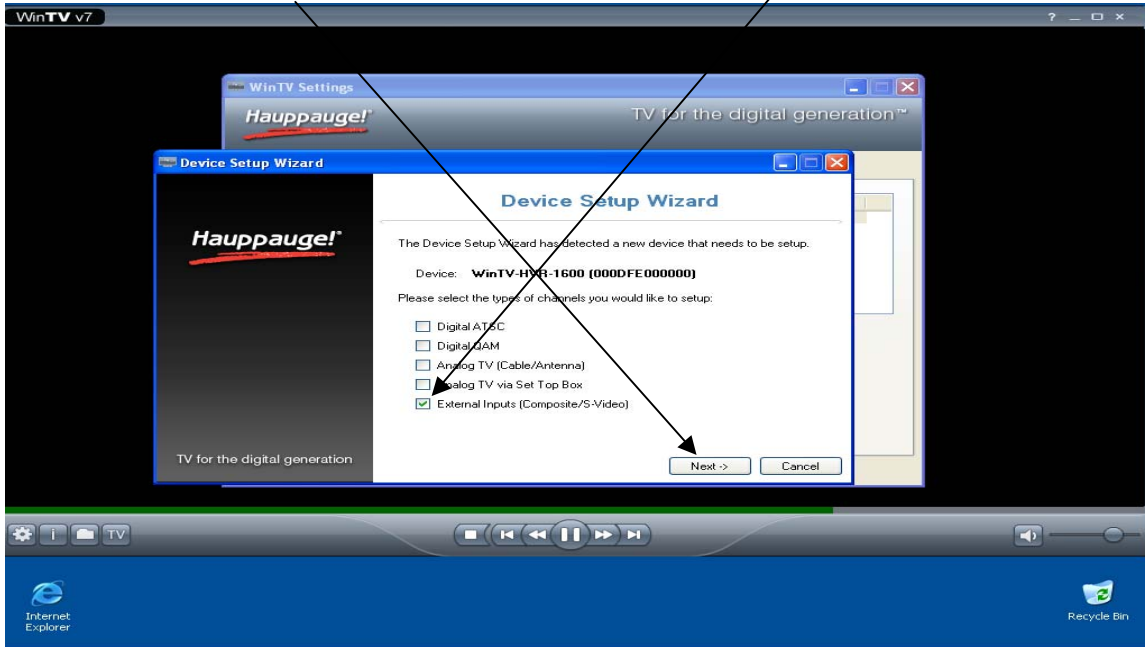 WinTV v7
WinTV Settings
Hauppauge!
TV for the digital generation™
Device Setup Wizard
Device Setup Wizard
Hauppauge!
The Device Setup Wizard has detected a new device that needs to be setup.
Device: WinTV-HVR-1600 (000DFE000000)
Please select the types of channels you would like to setup:
Digital ATSC
Digital QAM
Analog TV (Cable/Antenna)
Analog TV via Set Top Box
External Inputs (Composite/S-Video)
TV for the digital generation
Next ->
Cancel
i
TV
Internet
Explorer
Recycle Bin